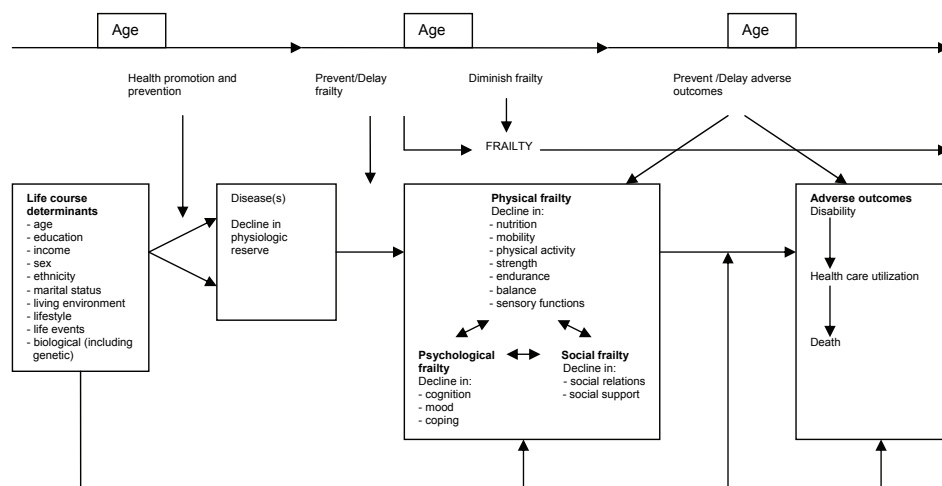 Age
Age
Age
Health promotion and
prevention
Prevent/Delay
frailty
Diminish frailty
Prevent /Delay adverse
outcomes
FRAILTY
Life course
determinants
- age
- education
- income
- sex
- ethnicity
- marital status
- living environment
- lifestyle
- life events
- biological (including
genetic)
Disease(s)
Decline in
physiologic
reserve
Physical frailty
Decline in:
- nutrition
- mobility
- physical activity
- strength
- endurance
- balance
- sensory functions
Psychological
frailty
Decline in:
- cognition
- mood
- coping
Social frailty
Decline in:
- social relations
- social support
Adverse outcomes
Disability
Health care utilization
Death